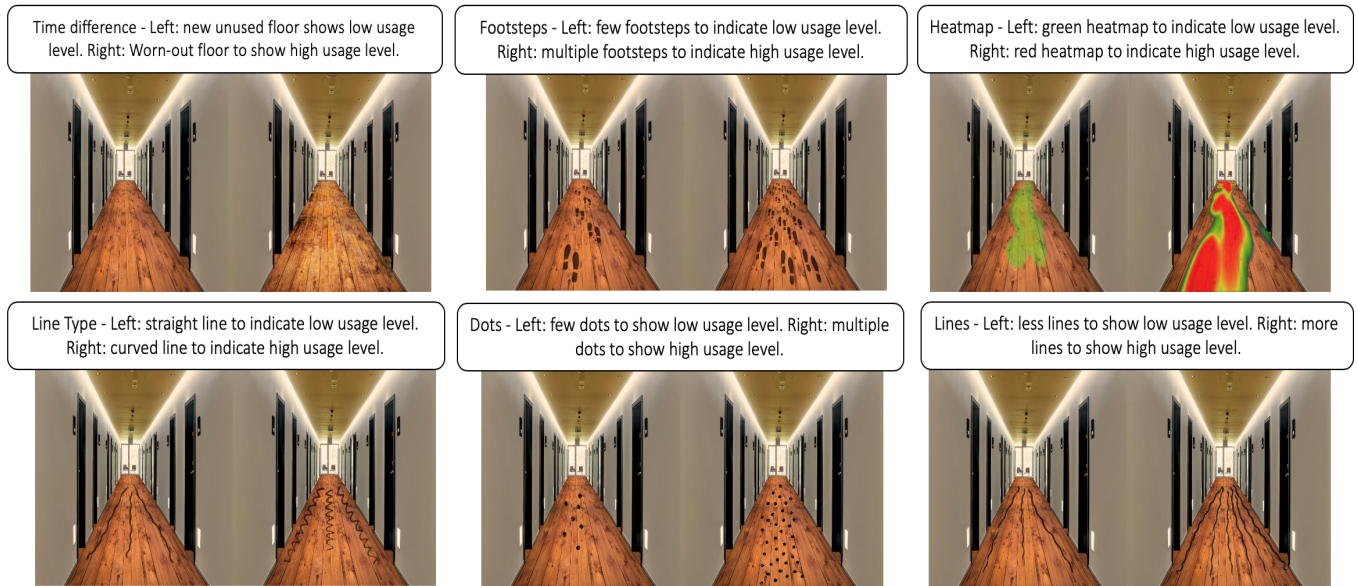 Time difference - Left: new unused floor shows low usage
level. Right: Worn-out floor to show high usage level.
Footsteps - Left: few footsteps to indicate low usage level.
Right: multiple footsteps to indicate high usage level.
Heatmap - Left: green heatmap to indicate low usage level.
Right: red heatmap to indicate high usage level.
Line Type - Left: straight line to indicate low usage level.
Right: curved line to indicate high usage level.
Dots - Left: few dots to show low usage level. Right: multiple
dots to show high usage level.
Lines - Left: less lines to show low usage level. Right: more
lines to show high usage level.